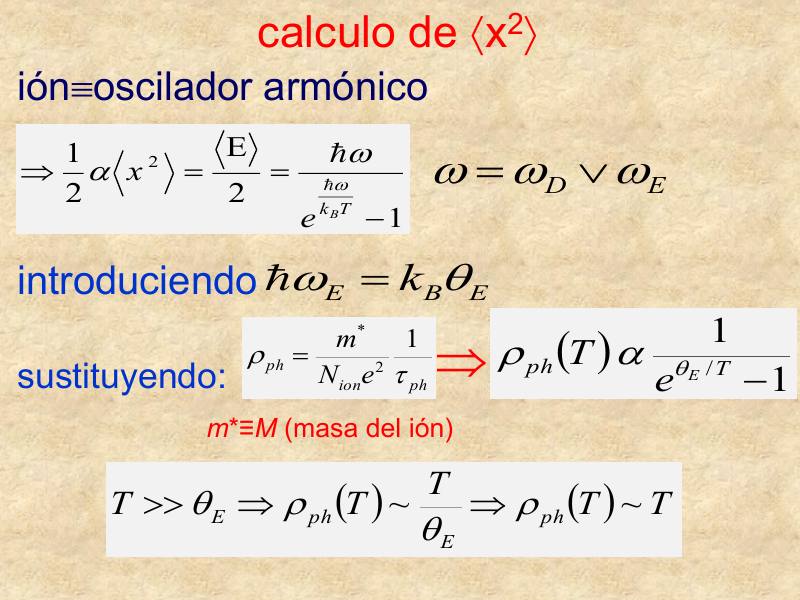 calculo de ⟨x²⟩
ión≡oscilador armónico
⇒ 1/2 α ⟨x²⟩ = ⟨E⟩/2 = ℏω / (e^(ℏω/k_BT) − 1)    ω = ω_D ∨ ω_E
introduciendo ℏω_E = k_Bθ_E
sustituyendo: ρ_ph = m*/(N_ion e²) 1/τ_ph ⇒ ρ_ph(T) α 1/(e^(θ_E/T) − 1)
m*≡M (masa del ión)
T >> θ_E ⇒ ρ_ph(T) ~ T/θ_E ⇒ ρ_ph(T) ~ T